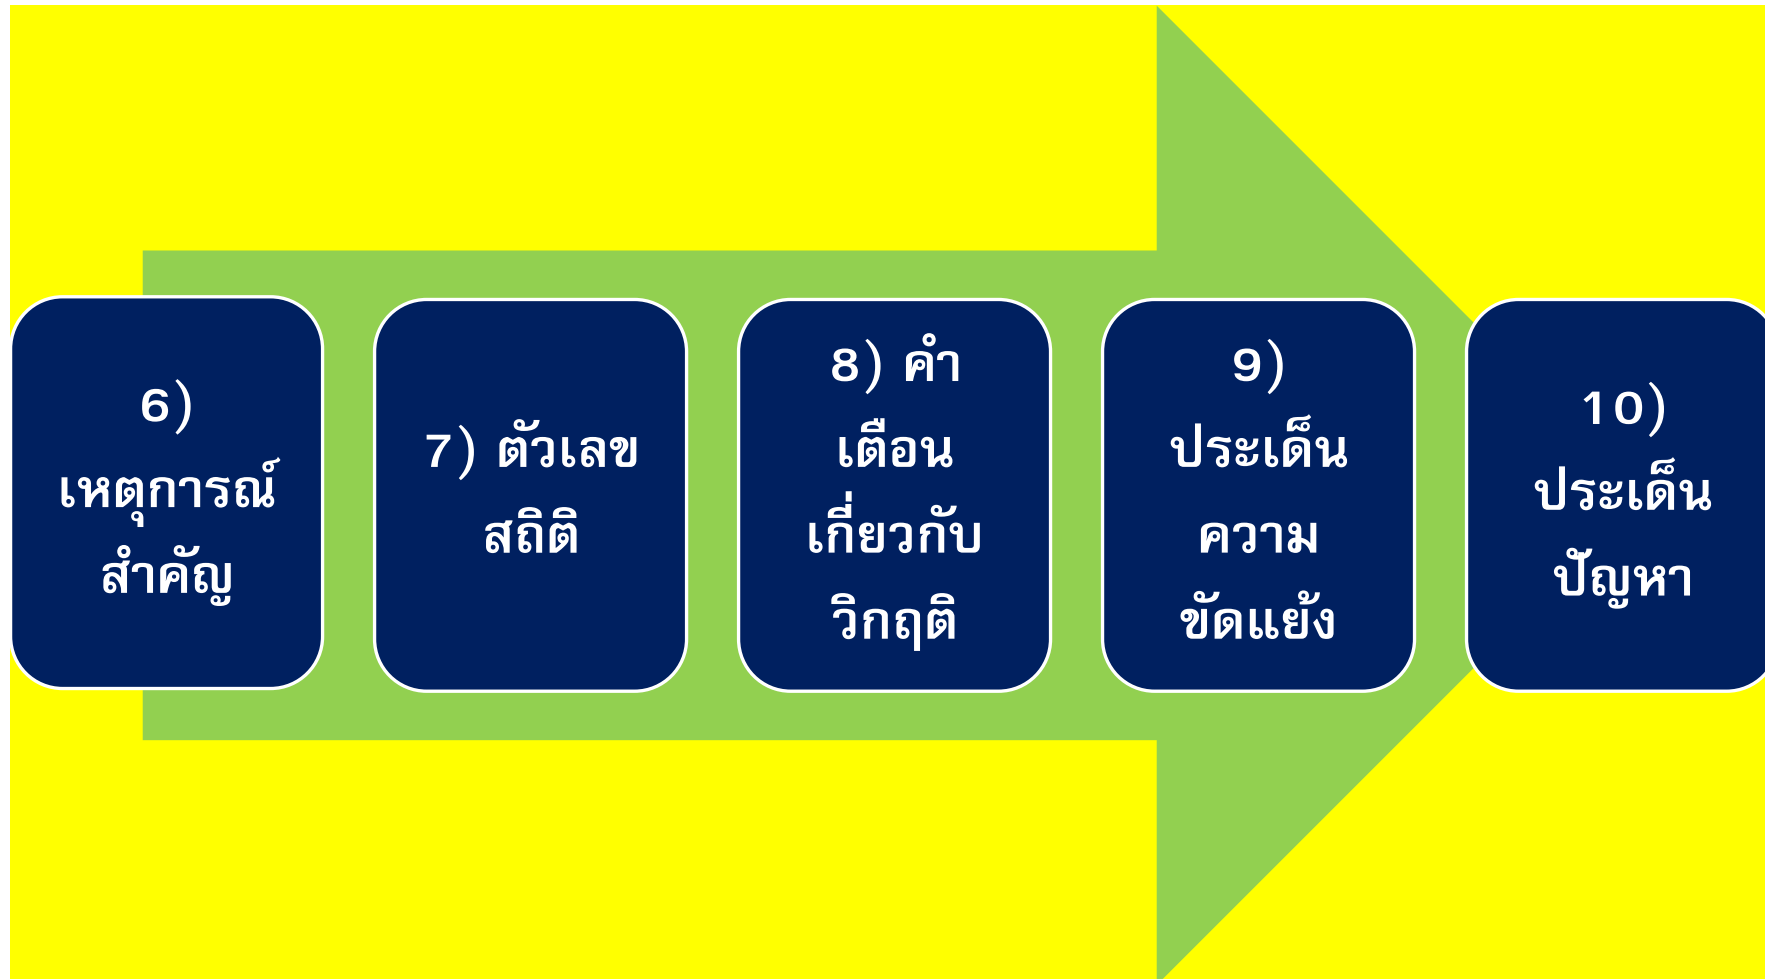 6)
เหตุการณ์
สำคัญ
7) ตัวเลข
สถิติ
8) คำ
เตือน
เกี่ยวกับ
วิกฤติ
9)
ประเด็น
ความ
ขัดแย้ง
10)
ประเด็น
ปัญหา